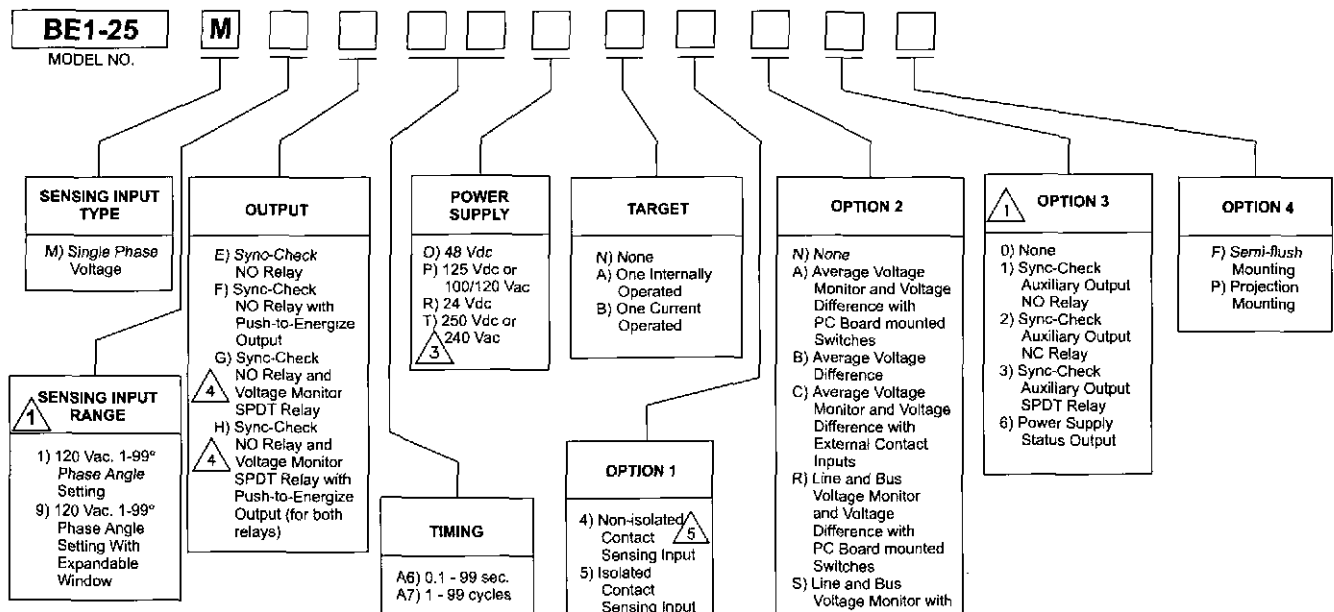 BE1-25
M
MODEL NO.
SENSING INPUT
TYPE
M) Single Phase
Voltage
1
SENSING INPUT
RANGE
1) 120 Vac. 1-99°
Phase Angle
Setting
9) 120 Vac. 1-99°
Phase Angle
Setting With
Expandable
Window
OUTPUT
E) Sync-Check
NO Relay
F) Sync-Check
NO Relay with
Push-to-Energize
Output
G) Sync-Check
NO Relay and
4
Voltage Monitor
SPDT Relay
H) Sync-Check
NO Relay and
4
Voltage Monitor
SPDT Relay with
Push-to-Energize
Output (for both
relays)
TIMING
A6) 0.1 - 99 sec.
A7) 1 - 99 cycles
POWER
SUPPLY
O) 48 Vdc
P) 125 Vdc or
100/120 Vac
R) 24 Vdc
T) 250 Vdc or
240 Vac
3
TARGET
N) None
A) One Internally
Operated
B) One Current
Operated
OPTION 1
4) Non-isolated
Contact
5
Sensing Input
5) Isolated
Contact
Sensing Input
OPTION 2
N) None
A) Average Voltage
Monitor and Voltage
Difference with
PC Board mounted
Switches
B) Average Voltage
Difference
C) Average Voltage
Monitor and Voltage
Difference with
External Contact
Inputs
R) Line and Bus
Voltage Monitor
and Voltage
Difference with
PC Board mounted
Switches
S) Line and Bus
Voltage Monitor with
1
OPTION 3
0) None
1) Sync-Check
Auxiliary Output
NO Relay
2) Sync-Check
Auxiliary Output
NC Relay
3) Sync-Check
Auxiliary Output
SPDT Relay
6) Power Supply
Status Output
OPTION 4
F) Semi-flush
Mounting
P) Projection
Mounting